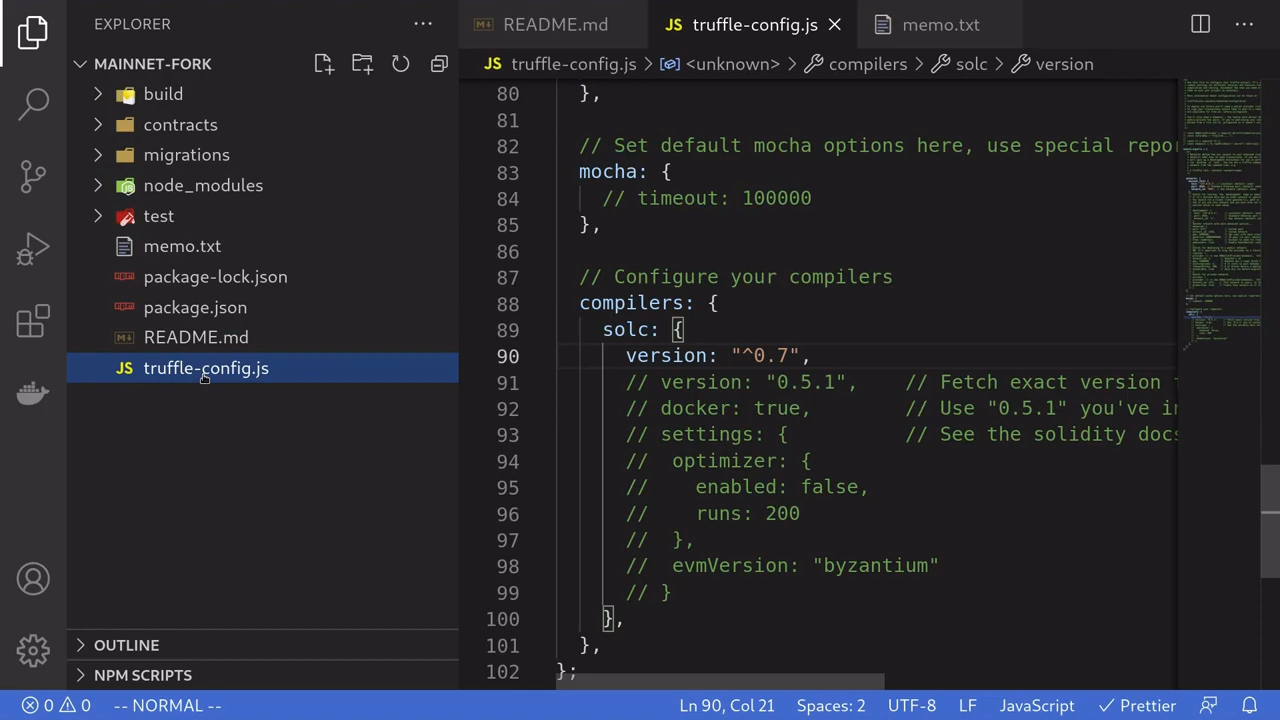 EXPLORER
MAINNET-FORK
build
contracts
migrations
node_modules
test
memo.txt
package-lock.json
package.json
README.md
JS truffle-config.js
OUTLINE
NPM SCRIPTS
README.md
JS truffle-config.js
memo.txt
JS truffle-config.js > <unknown> > compilers > solc > version
80 },
81
82 // Set default mocha options here, use special repo
83 mocha: {
84 // timeout: 100000
85 },
86
87 // Configure your compilers
88 compilers: {
89 solc: {
90 version: "^0.7",
91 // version: "0.5.1", // Fetch exact version
92 // docker: true, // Use "0.5.1" you've in
93 // settings: { // See the solidity docs
94 // optimizer: {
95 // enabled: false,
96 // runs: 200
97 // },
98 // evmVersion: "byzantium"
99 // }
100 },
101 },
102 };
0 0 -- NORMAL -- Ln 90, Col 21 Spaces: 2 UTF-8 LF JavaScript Prettier